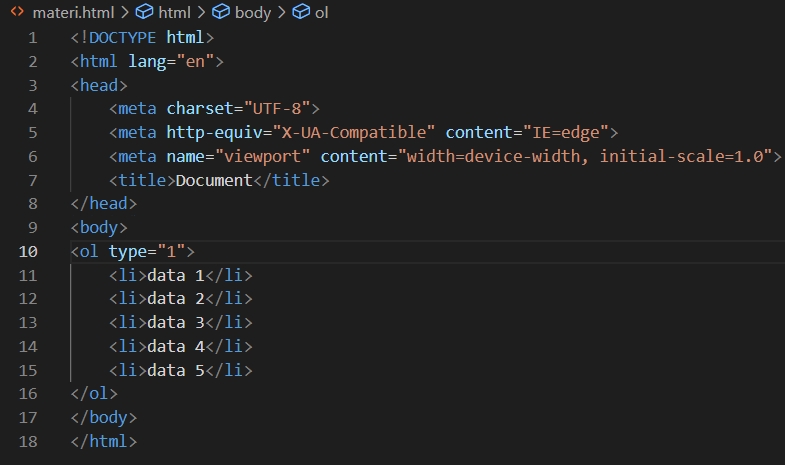 materi.html > html > body > ol
1 <!DOCTYPE html>
2 <html lang="en">
3 <head>
4     <meta charset="UTF-8">
5     <meta http-equiv="X-UA-Compatible" content="IE=edge">
6     <meta name="viewport" content="width=device-width, initial-scale=1.0">
7     <title>Document</title>
8 </head>
9 <body>
10 <ol type="1">
11     <li>data 1</li>
12     <li>data 2</li>
13     <li>data 3</li>
14     <li>data 4</li>
15     <li>data 5</li>
16 </ol>
17 </body>
18 </html>